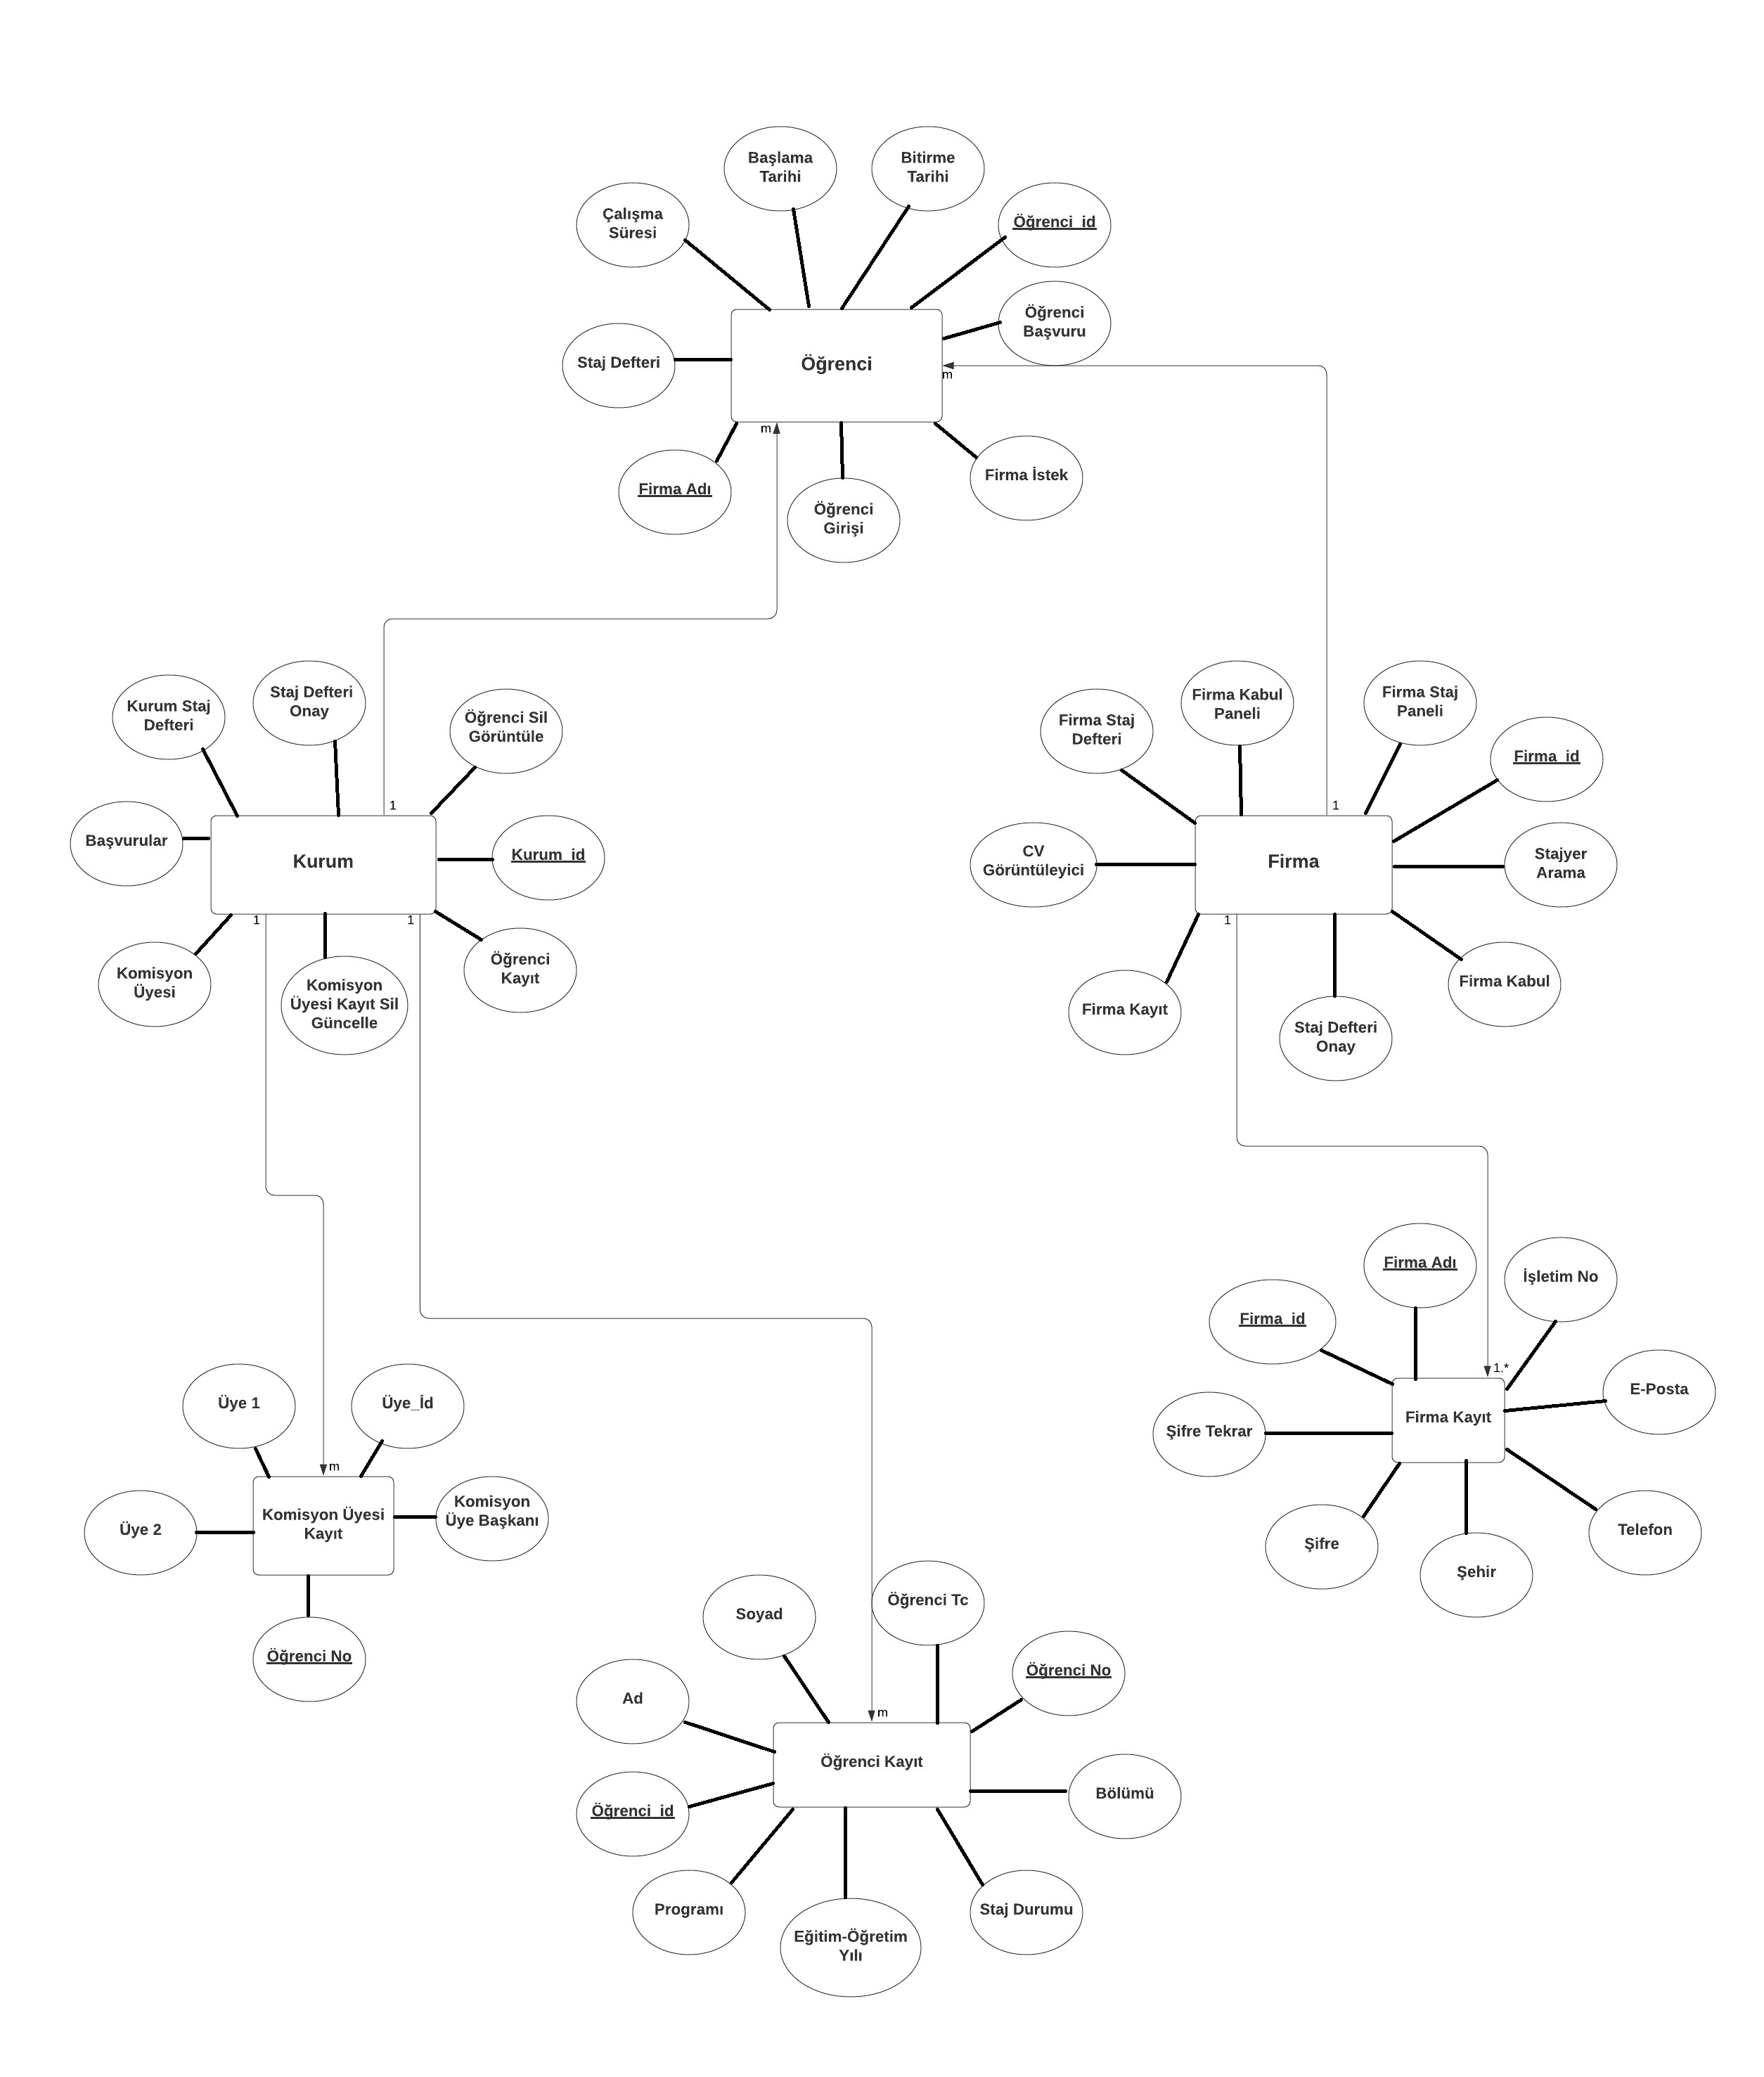 Başlama
Tarihi
Bitirme
Tarihi
Çalışma
Süresi
Öğrenci_id
Öğrenci
Başvuru
Staj Defteri
Öğrenci
m
m
Firma Adı
Öğrenci
Girişi
Firma İstek
Kurum Staj
Defteri
Staj Defteri
Onay
Öğrenci Sil
Görüntüle
1
Başvurular
Kurum
Kurum_id
1
1
Komisyon
Üyesi
Komisyon
Üyesi Kayıt Sil
Güncelle
Öğrenci
Kayıt
Firma Staj
Defteri
Firma Kabul
Paneli
Firma Staj
Paneli
Firma_id
1
CV
Görüntüleyici
Firma
Stajyer
Arama
1
Firma Kayıt
Staj Defteri
Onay
Firma Kabul
Firma_id
Firma Adı
İşletim No
1.*
E-Posta
Şifre Tekrar
Firma Kayıt
Şifre
Şehir
Telefon
Üye 1
Üye_İd
m
Üye 2
Komisyon Üyesi
Kayıt
Komisyon
Üye Başkanı
Öğrenci No
Soyad
Öğrenci Tc
Ad
Öğrenci No
m
Öğrenci Kayıt
Öğrenci_id
Bölümü
Programı
Eğitim-Öğretim
Yılı
Staj Durumu